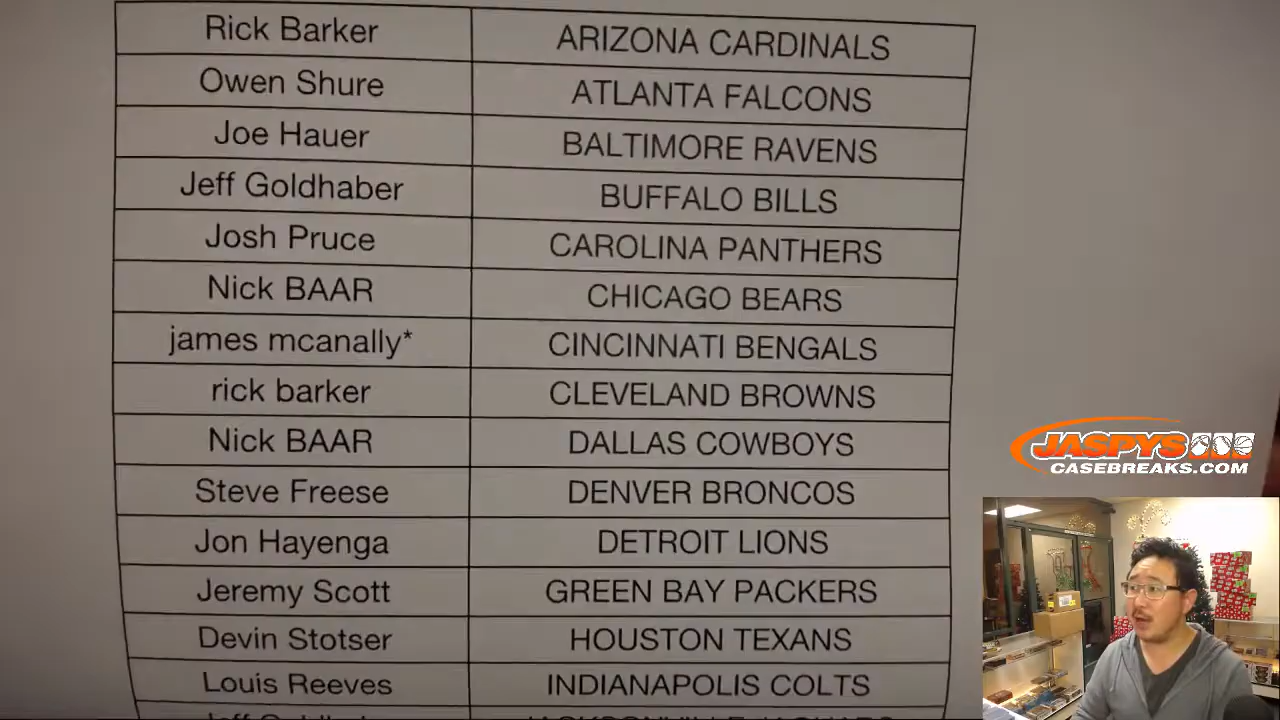 Rick Barker ARIZONA CARDINALS
Owen Shure ATLANTA FALCONS
Joe Hauer BALTIMORE RAVENS
Jeff Goldhaber BUFFALO BILLS
Josh Pruce CAROLINA PANTHERS
Nick BAAR CHICAGO BEARS
james mcanally* CINCINNATI BENGALS
rick barker CLEVELAND BROWNS
Nick BAAR DALLAS COWBOYS
Steve Freese DENVER BRONCOS
Jon Hayenga DETROIT LIONS
Jeremy Scott GREEN BAY PACKERS
Devin Stotser HOUSTON TEXANS
Louis Reeves INDIANAPOLIS COLTS
JASPYS
CASEBREAKS.COM